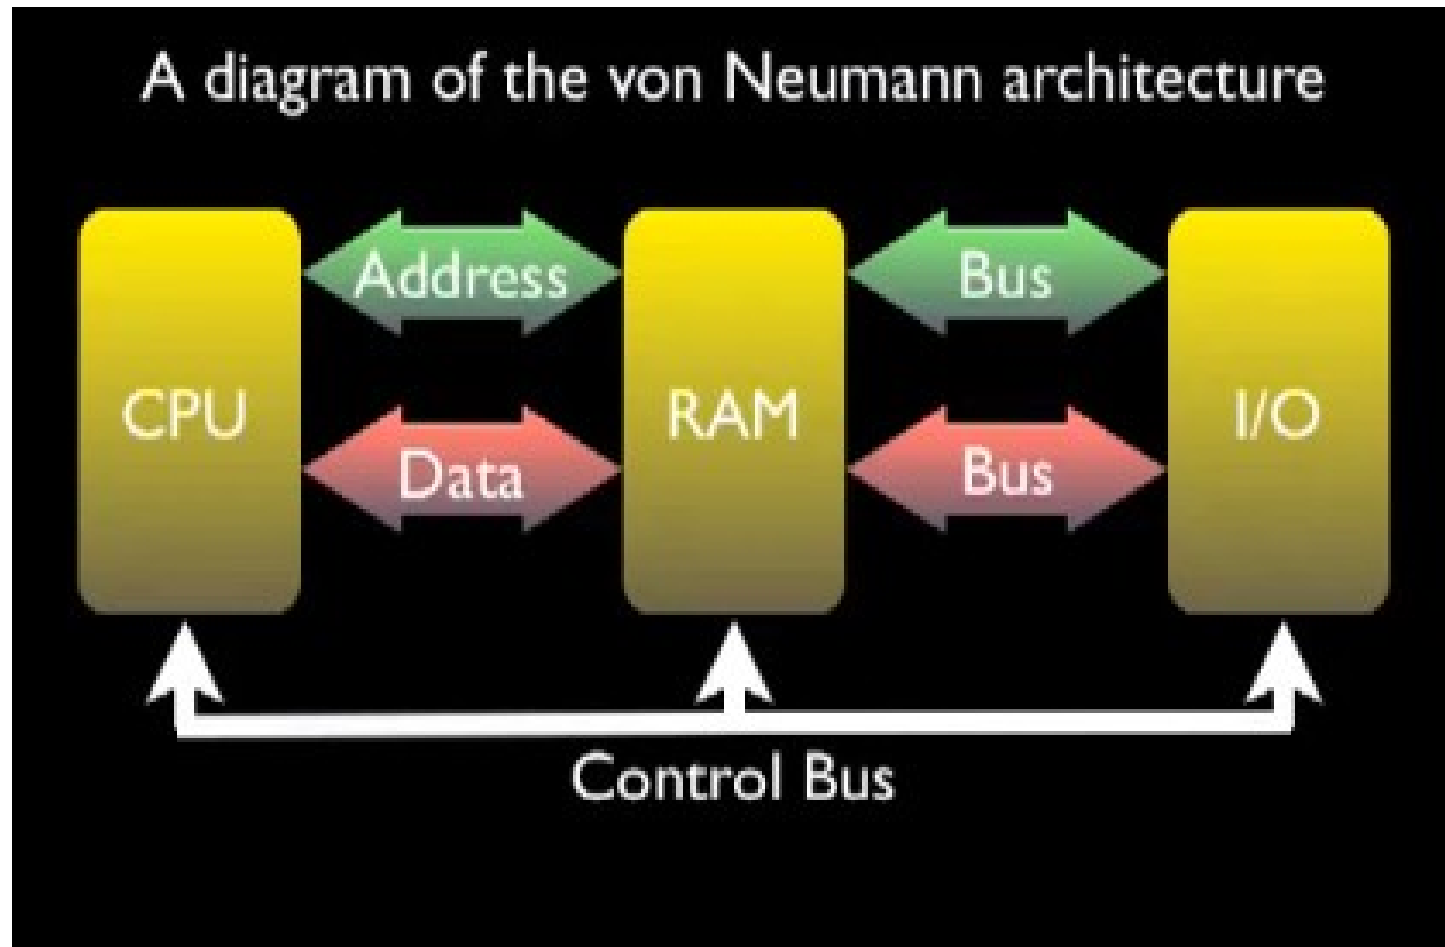 A diagram of the von Neumann architecture
Address Bus
CPU RAM I/O
Data Bus
Control Bus